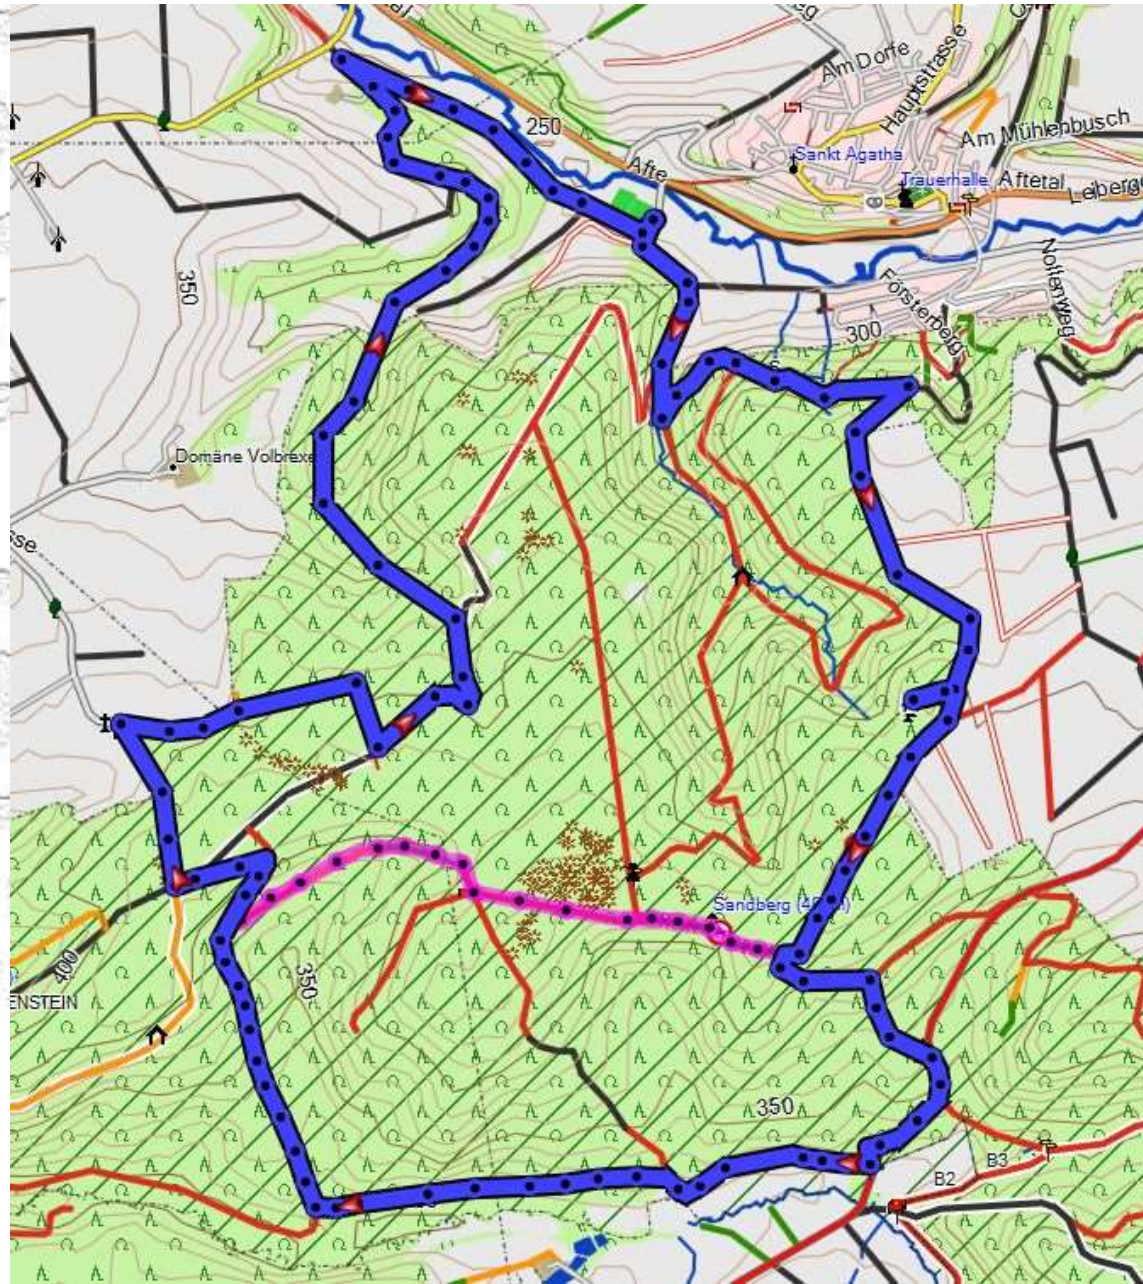 Am Dorfe
Hauptstrasse
250
Am Mühlenbusch
Sankt Agatha
Afte
Trauerhalle
Aftetal
350
Nottenweg
Försterberg
300
Domäne Volbrexe
sse
Sandberg
400
350
ENSTEIN
350
B3
B2